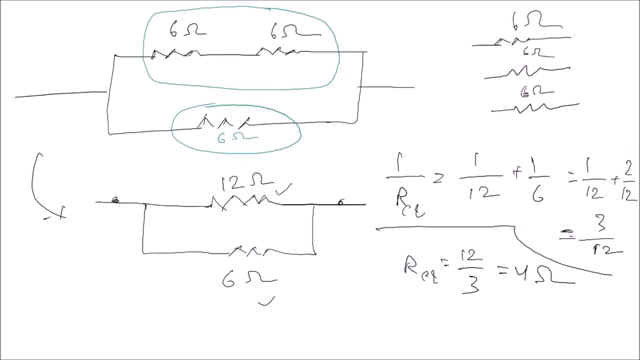 6Ω 6Ω
6Ω
6Ω
6Ω
6Ω
12Ω
6Ω
1/Req = 1/12 + 1/6 = 1/12 + 2/12
= 3/12
Req = 12/3 = 4Ω